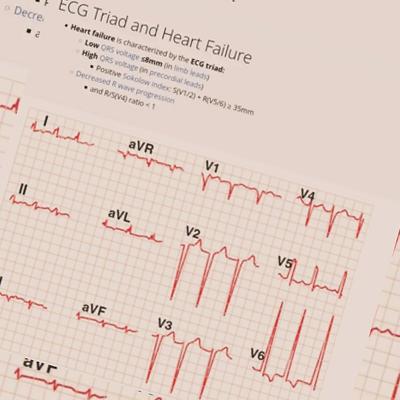 Decre
ECG Triad and Heart Failure
Heart failure is characterized by the ECG triad:
Low QRS voltage ≤8mm (in limb leads)
High QRS voltage (in precordial leads)
Positive Sokolow index: S(V1/2) + R(V5/6) ≥ 35mm
Decreased R wave progression
and R/S(V4) ratio < 1
I
aVR
V1
V4
II
aVL
V2
V5
aVF
V3
V6